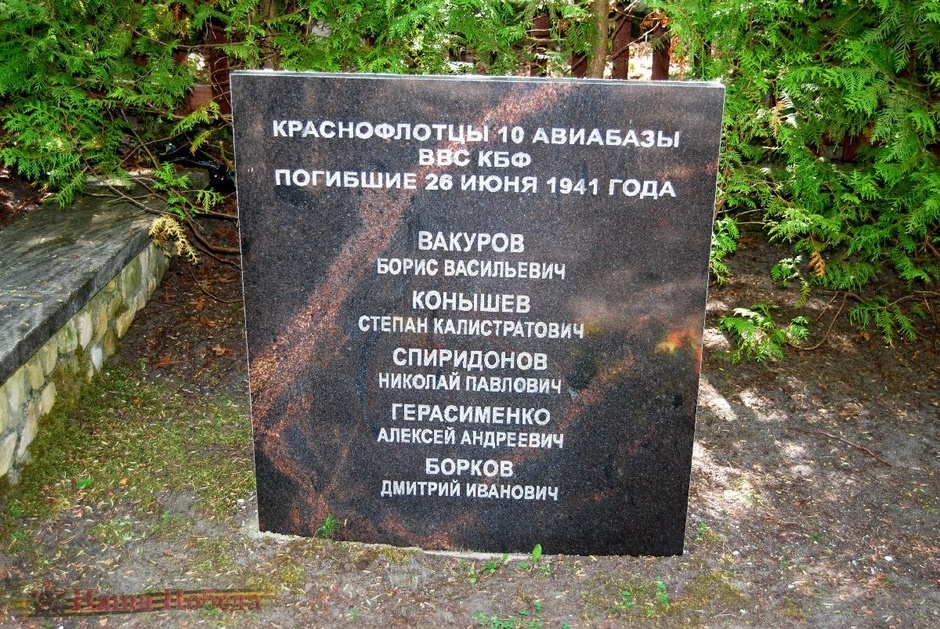 КРАСНОФЛОТЦЫ 10 АВИАБАЗЫ
ВВС КБФ
ПОГИБШИЕ 26 ИЮНЯ 1941 ГОДА
ВАКУРОВ
БОРИС ВАСИЛЬЕВИЧ
КОНЫШЕВ
СТЕПАН КАЛИСТРАТОВИЧ
СПИРИДОНОВ
НИКОЛАЙ ПАВЛОВИЧ
ГЕРАСИМЕНКО
АЛЕКСЕЙ АНДРЕЕВИЧ
БОРКОВ
ДМИТРИЙ ИВАНОВИЧ
Наша Победа